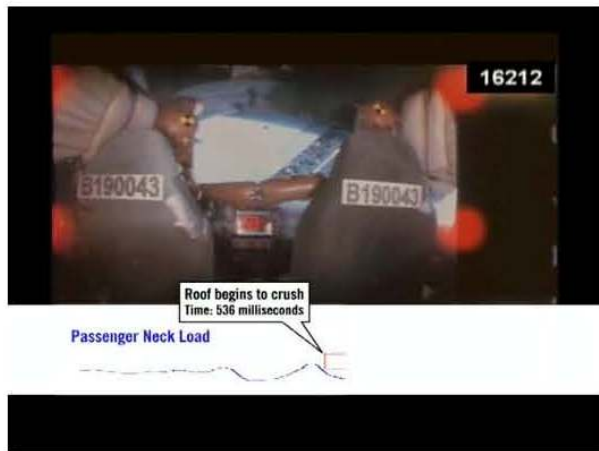 16212
B190043
B190043
Roof begins to crush
Time: 536 milliseconds
Passenger Neck Load